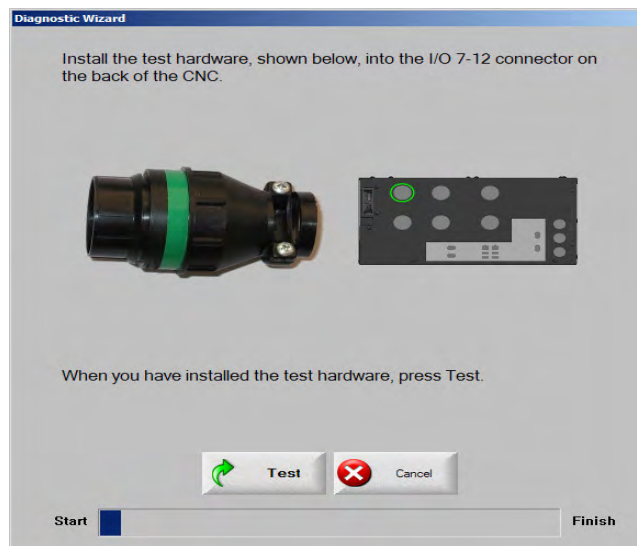 Diagnostic Wizard
Install the test hardware, shown below, into the I/O 7-12 connector on
the back of the CNC.
When you have installed the test hardware, press Test.
Test
Cancel
Start
Finish